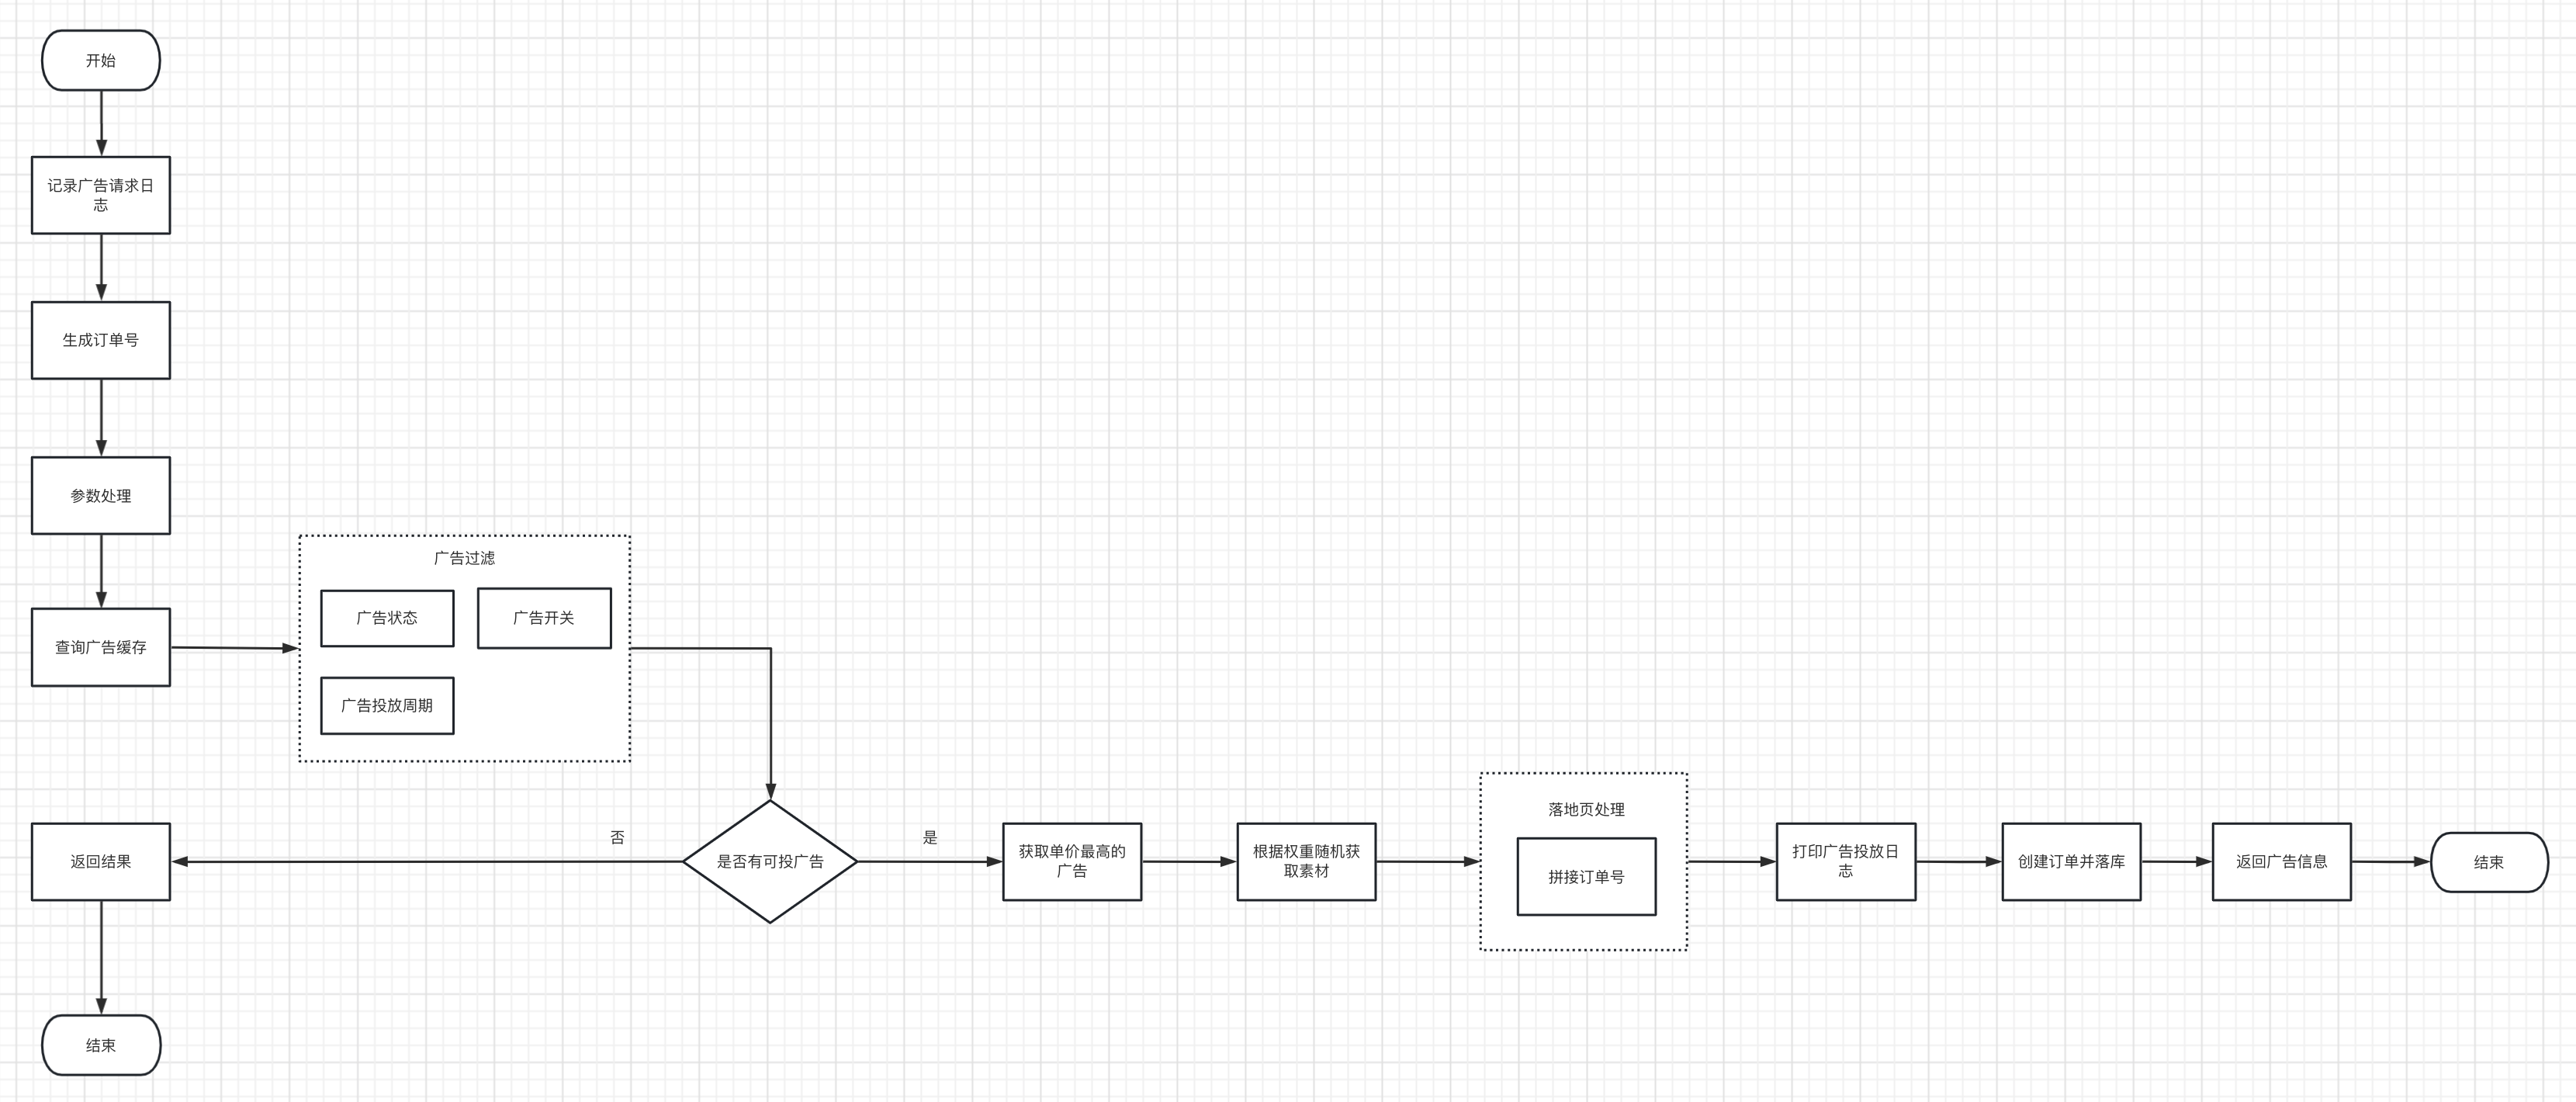 开始
记录广告请求日
志
生成订单号
参数处理
查询广告缓存
广告过滤
广告状态
广告开关
广告投放周期
是否有可投广告
否
返回结果
结束
是
获取单价最高的
广告
根据权重随机获
取素材
落地页处理
拼接订单号
打印广告投放日
志
创建订单并落库
返回广告信息
结束